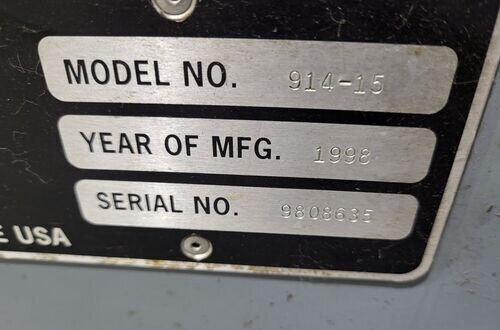 MODEL NO. 914-15
YEAR OF MFG. 1998
SERIAL NO. 9808635
USA